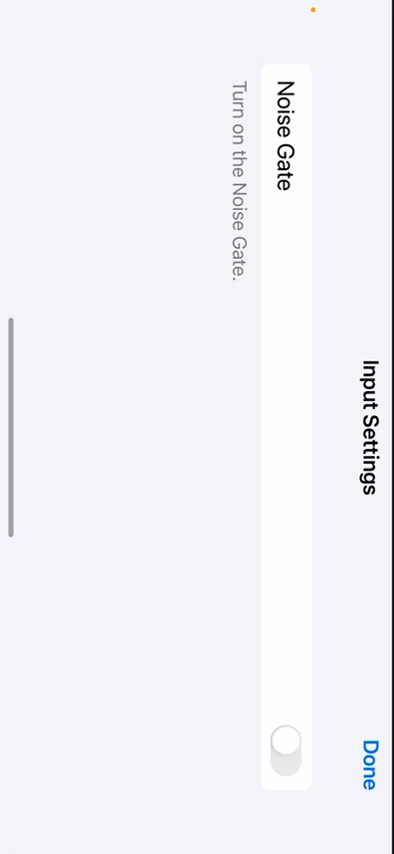 Input Settings
Done
Noise Gate
Turn on the Noise Gate.